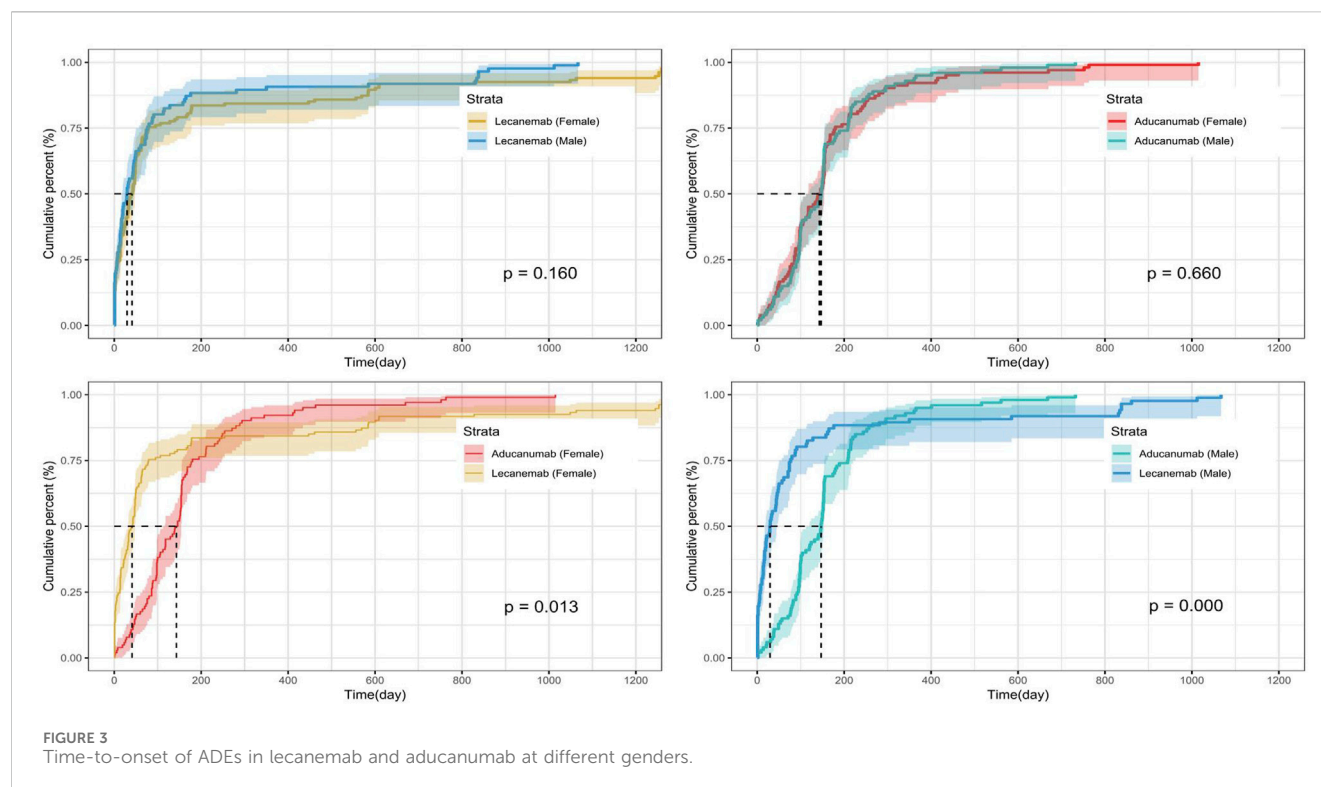 1.00
0.75
0.50
0.25
0.00
Cumulative percent (%)
Strata
Lecanemab (Female)
Lecanemab (Male)
p = 0.160
0 200 400 600 800 1000 1200
Time(day)
1.00
0.75
0.50
0.25
0.00
Cumulative percent (%)
Strata
Aducanumab (Female)
Aducanumab (Male)
p = 0.660
0 200 400 600 800 1000 1200
Time(day)
1.00
0.75
0.50
0.25
0.00
Cumulative percent (%)
Strata
Aducanumab (Female)
Lecanemab (Female)
p = 0.013
0 200 400 600 800 1000 1200
Time(day)
1.00
0.75
0.50
0.25
0.00
Cumulative percent (%)
Strata
Aducanumab (Male)
Lecanemab (Male)
p = 0.000
0 200 400 600 800 1000 1200
Time(day)
FIGURE 3
Time-to-onset of ADEs in lecanemab and aducanumab at different genders.